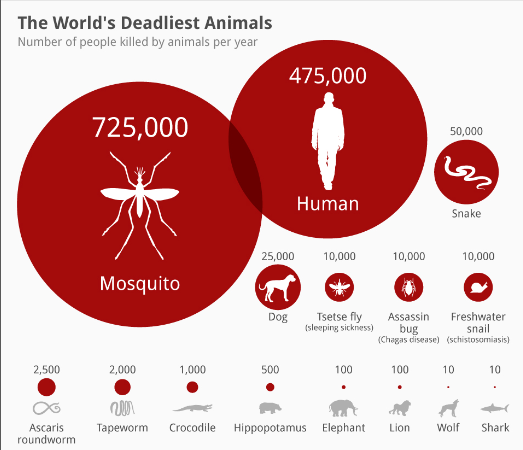 The World's Deadliest Animals
Number of people killed by animals per year
475,000
Human
725,000
Mosquito
50,000
Snake
25,000
Dog
10,000
Tsetse fly
(sleeping sickness)
10,000
Assassin
bug
(Chagas disease)
10,000
Freshwater
snail
(schistosomiasis)
2,500
Ascaris
roundworm
2,000
Tapeworm
1,000
Crocodile
500
Hippopotamus
100
Elephant
100
Lion
10
Wolf
10
Shark